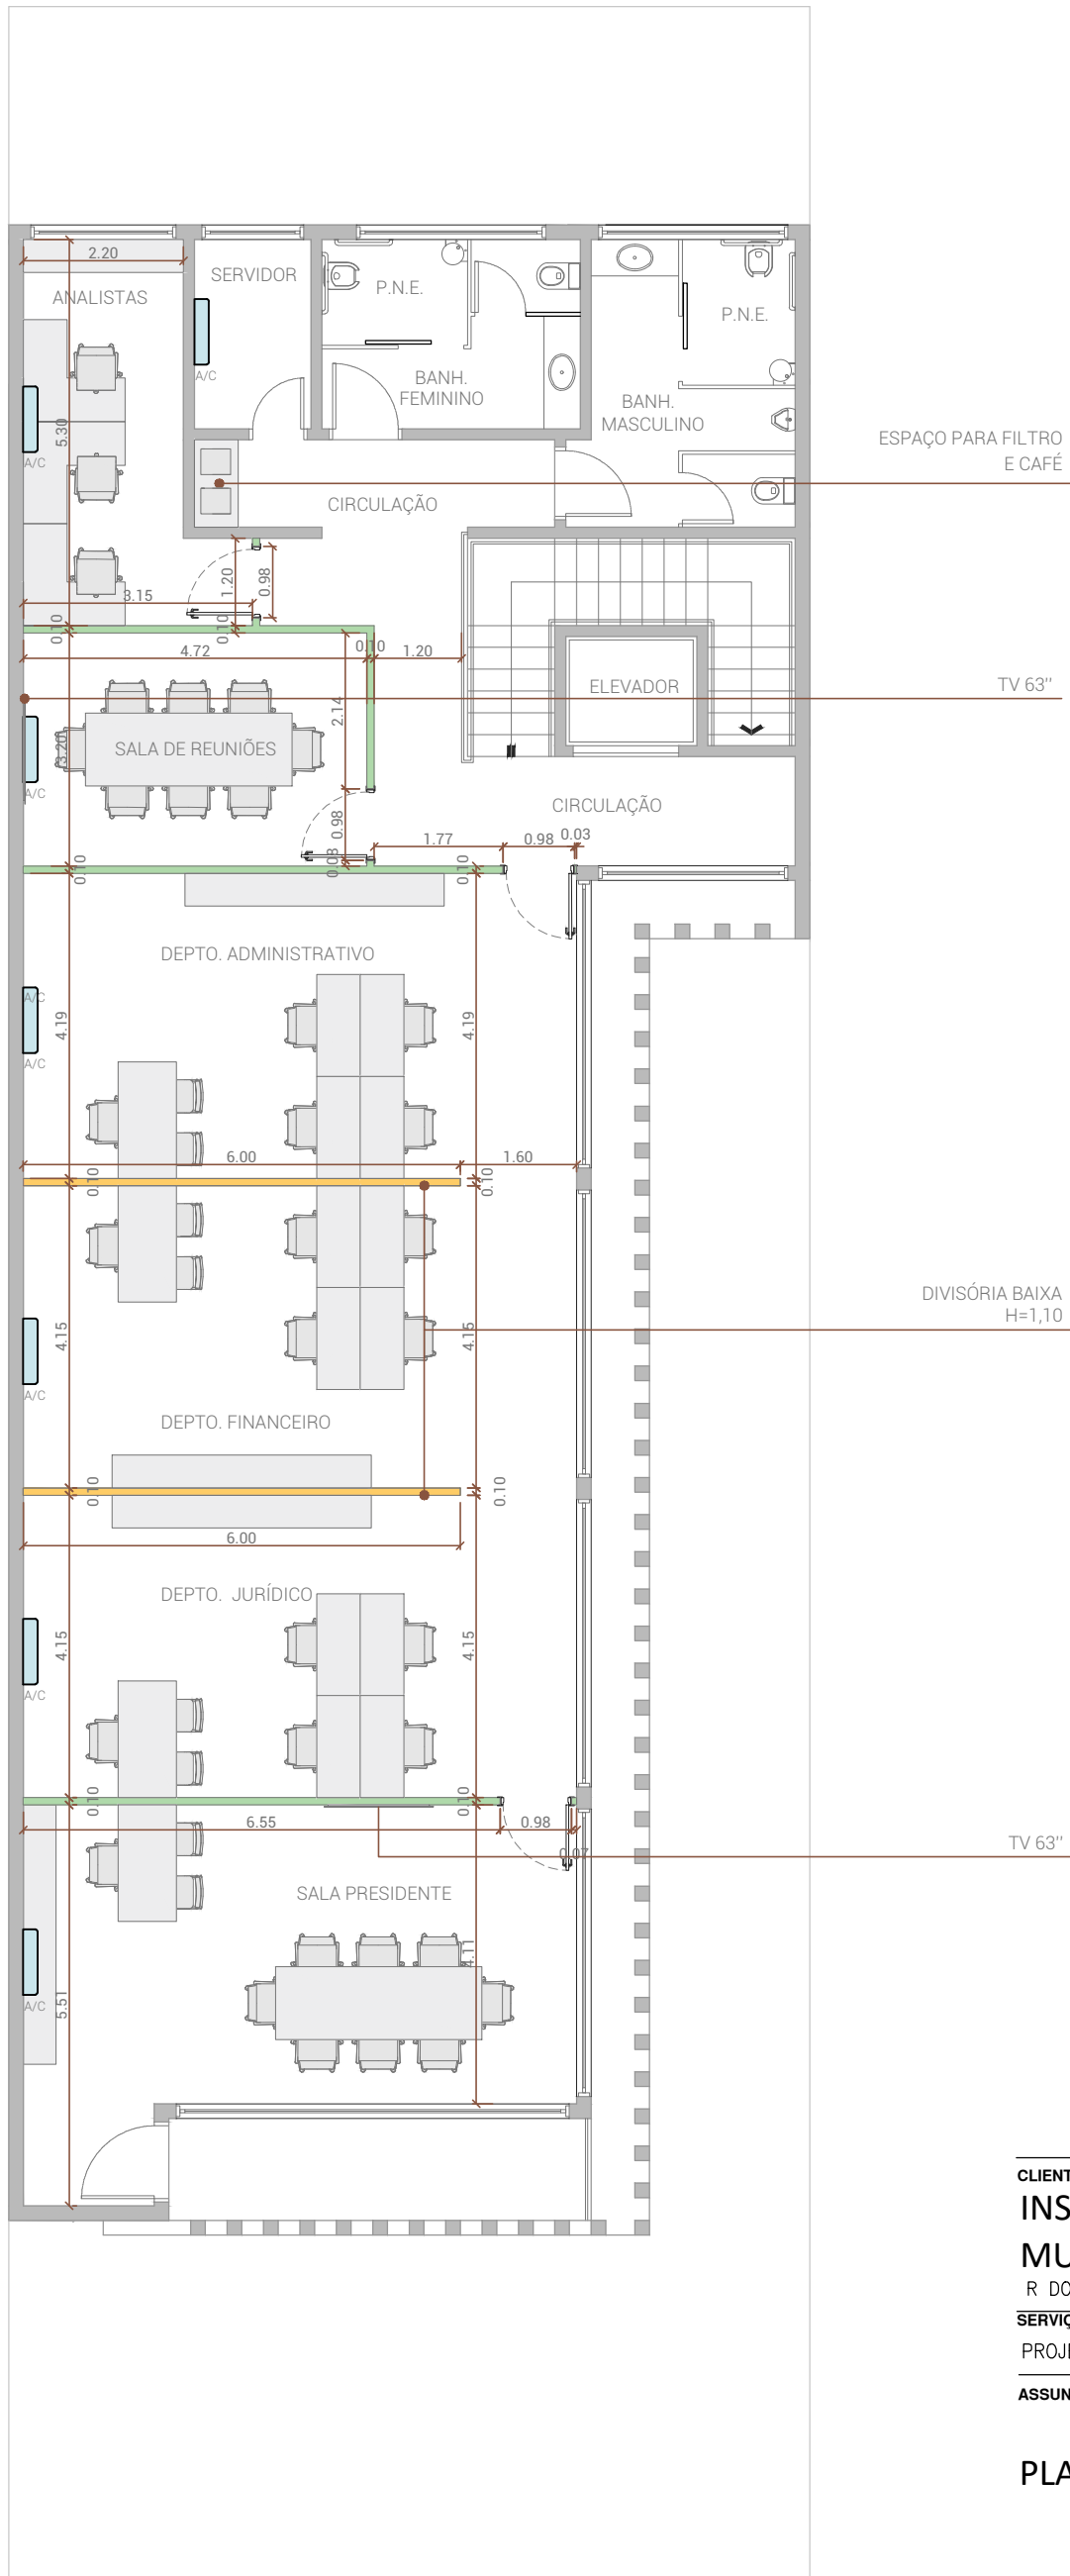 2.20
ANALISTAS
SERVIDOR
P.N.E.
P.N.E.
A/C
BANH.
FEMININO
BANH.
MASCULINO
5.30
A/C
ESPAÇO PARA FILTRO
E CAFÉ
CIRCULAÇÃO
1.20
0.98
3.15
0.10
0.10
4.72
0.10
1.20
ELEVADOR
TV 63''
2.14
SALA DE REUNIÕES
3.20
A/C
CIRCULAÇÃO
0.98
1.77
0.98
0.03
0.03
0.10
0.10
DEPTO. ADMINISTRATIVO
A/C
4.19
4.19
A/C
6.00
1.60
0.10
0.10
DIVISÓRIA BAIXA
H=1,10
4.15
4.15
A/C
DEPTO. FINANCEIRO
0.10
0.10
6.00
DEPTO. JURÍDICO
4.15
4.15
A/C
0.10
0.10
6.55
0.98
0.07
TV 63''
SALA PRESIDENTE
4.11
5.51
A/C
CLIENT
INS
MU
R DO
SERVIÇ
PROJE
ASSUN
PLA